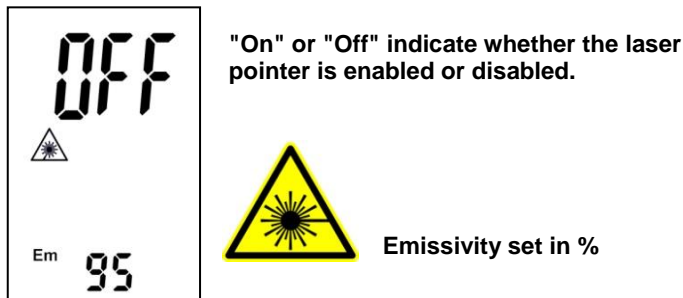 OFF
"On" or "Off" indicate whether the laser
pointer is enabled or disabled.
Em 95
Emissivity set in %